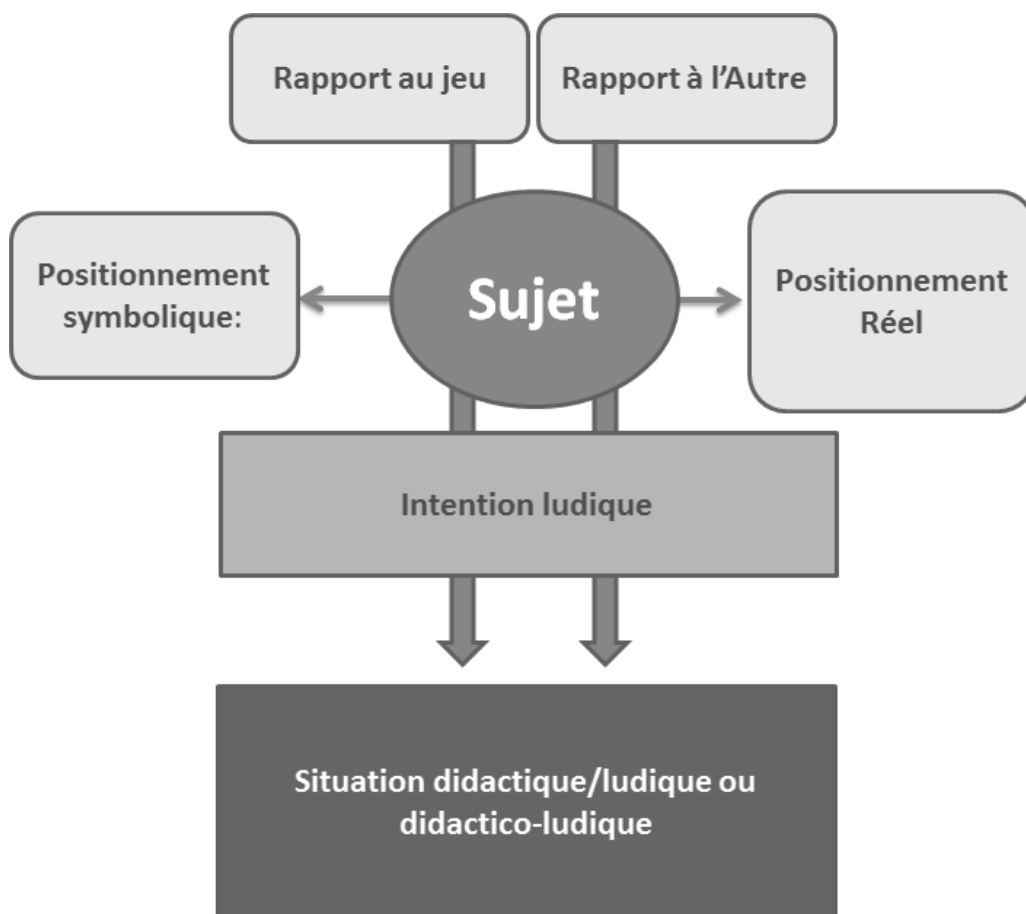 Rapport au jeu
Rapport à l’Autre
Positionnement
symbolique:
Sujet
Positionnement
Réel
Intention ludique
Situation didactique/ludique ou
didactico-ludique